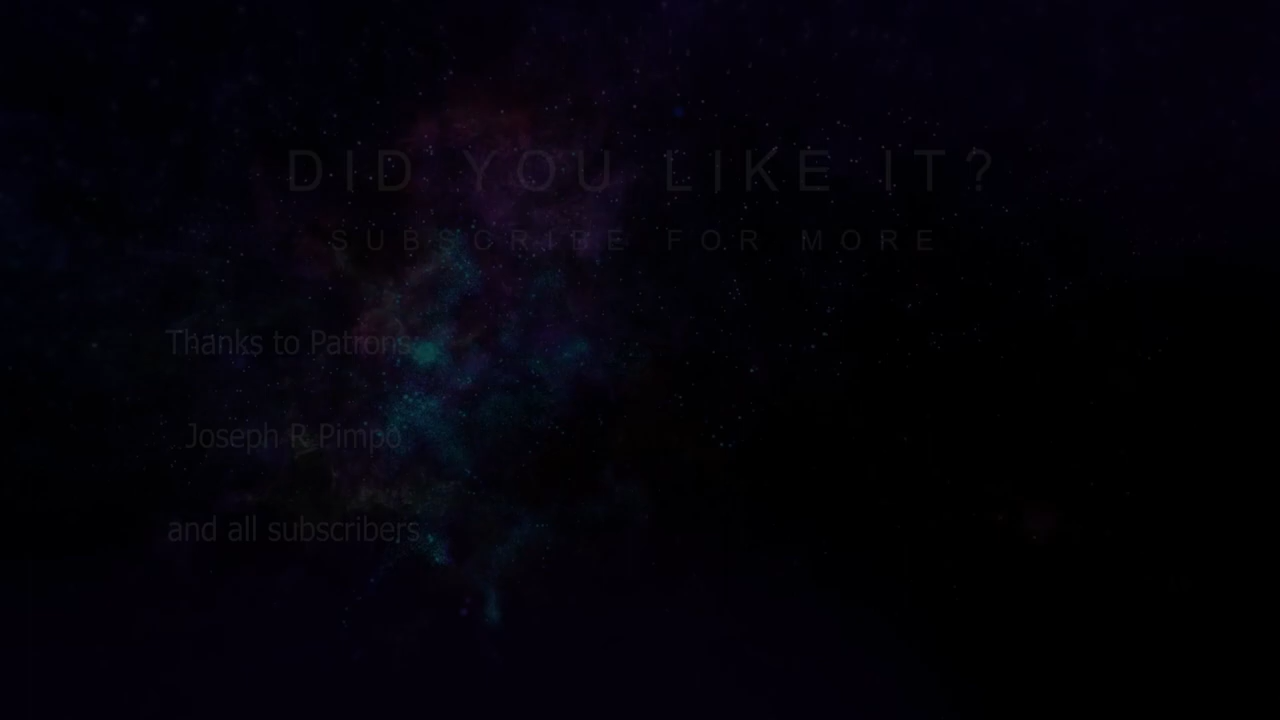 DID YOU LIKE IT?
SUBSCRIBE FOR MORE
Thanks to Patrons
Joseph R Pimpo
and all subscribers